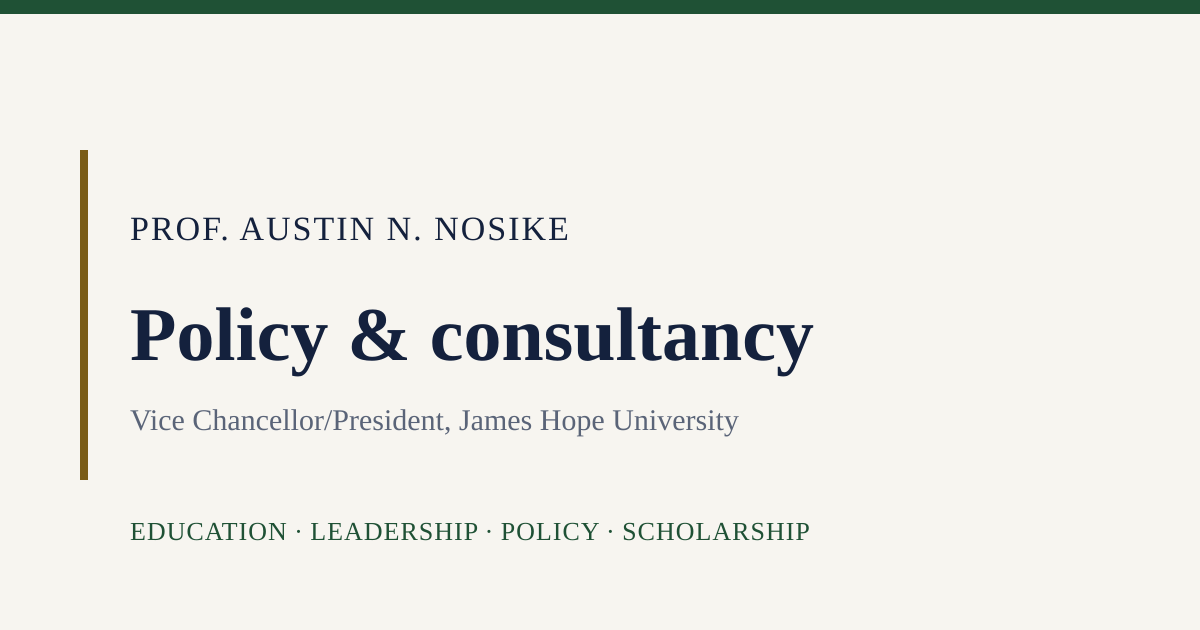 PROF. AUSTIN N. NOSIKE
Policy & consultancy
Vice Chancellor/President, James Hope University
EDUCATION · LEADERSHIP · POLICY · SCHOLARSHIP